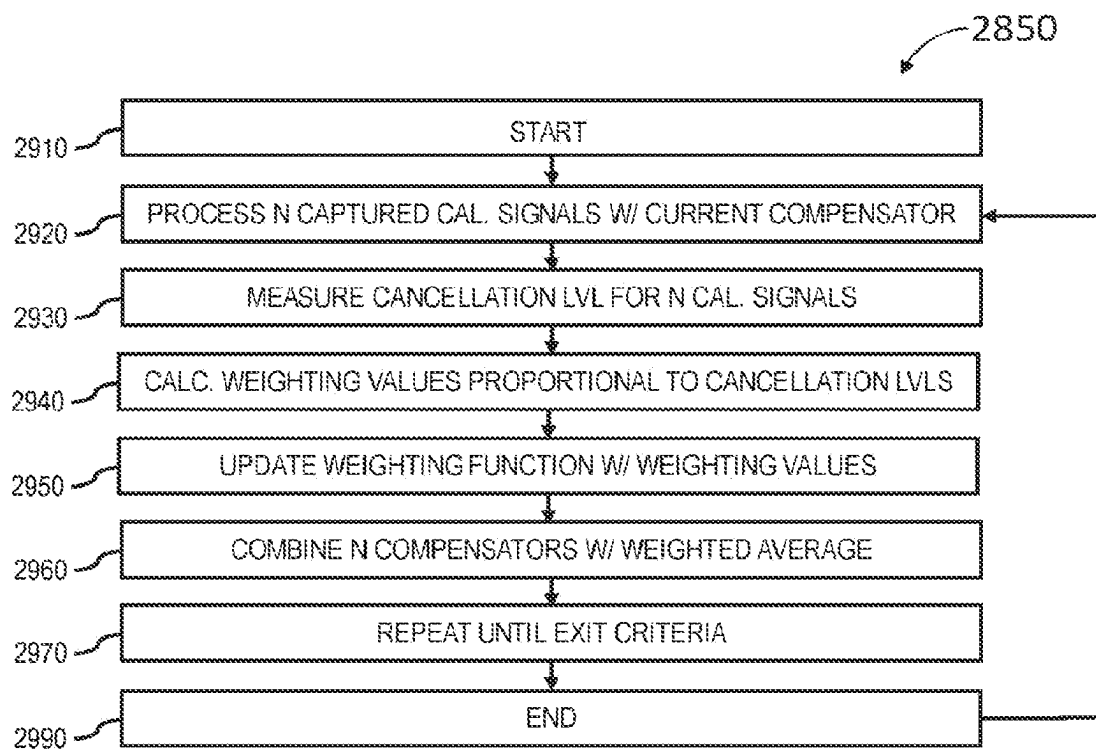 2850
2910 START
2920 PROCESS N CAPTURED CAL. SIGNALS W/ CURRENT COMPENSATOR
2930 MEASURE CANCELLATION LVL FOR N CAL. SIGNALS
2940 CALC. WEIGHTING VALUES PROPORTIONAL TO CANCELLATION LVLS
2950 UPDATE WEIGHTING FUNCTION W/ WEIGHTING VALUES
2960 COMBINE N COMPENSATORS W/ WEIGHTED AVERAGE
2970 REPEAT UNTIL EXIT CRITERIA
2990 END